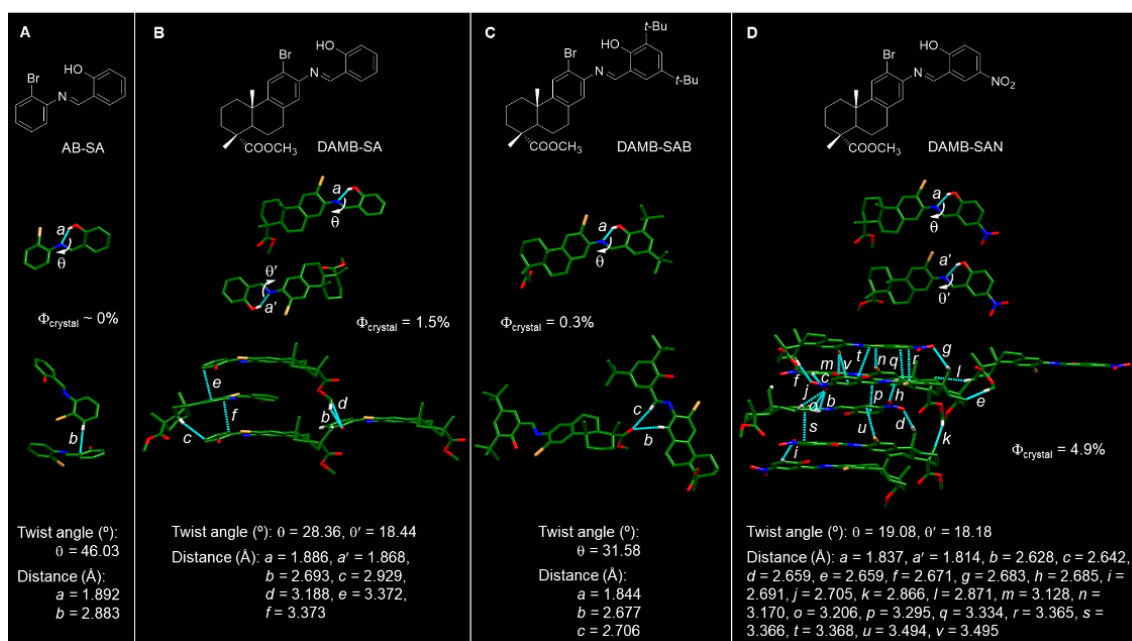 A
Br
HO
N
AB-SA
a
θ
Φcrystal ~ 0%
b
Twist angle (º):
θ = 46.03
Distance (Å):
a = 1.892
b = 2.883
B
HO
Br
N
COOCH3
DAMB-SA
a
θ
θ′
a′
Φcrystal = 1.5%
e
f
c
b
d
Twist angle (º): θ = 28.36, θ′ = 18.44
Distance (Å): a = 1.886, a′ = 1.868,
b = 2.693, c = 2.929,
d = 3.188, e = 3.372,
f = 3.373
C
t-Bu
HO
Br
N
t-Bu
COOCH3
DAMB-SAB
a
θ
Φcrystal = 0.3%
c
b
Twist angle (º):
θ = 31.58
Distance (Å):
a = 1.844
b = 2.677
c = 2.706
D
HO
Br
N
NO2
COOCH3
DAMB-SAN
a
θ
a′
θ′
t n q r g
m v
f c l
j p h e
o b
s u d k
i
Φcrystal = 4.9%
Twist angle (º): θ = 19.08, θ′ = 18.18
Distance (Å): a = 1.837, a′ = 1.814, b = 2.628, c = 2.642,
d = 2.659, e = 2.659, f = 2.671, g = 2.683, h = 2.685, i =
2.691, j = 2.705, k = 2.866, l = 2.871, m = 3.128, n =
3.170, o = 3.206, p = 3.295, q = 3.334, r = 3.365, s =
3.366, t = 3.368, u = 3.494, v = 3.495